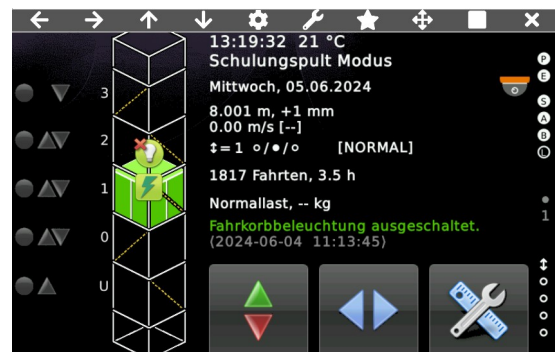 13:19:32 21 °C
Schulungspult Modus
Mittwoch, 05.06.2024
8.001 m, +1 mm
0.00 m/s [--]
↕=1 ○/●/○ [NORMAL]
1817 Fahrten, 3.5 h
Normallast, -- kg
Fahrkorbbeleuchtung ausgeschaltet.
(2024-06-04 11:13:45)
3
2
1
0
U
P
E
S
A
B
L
1